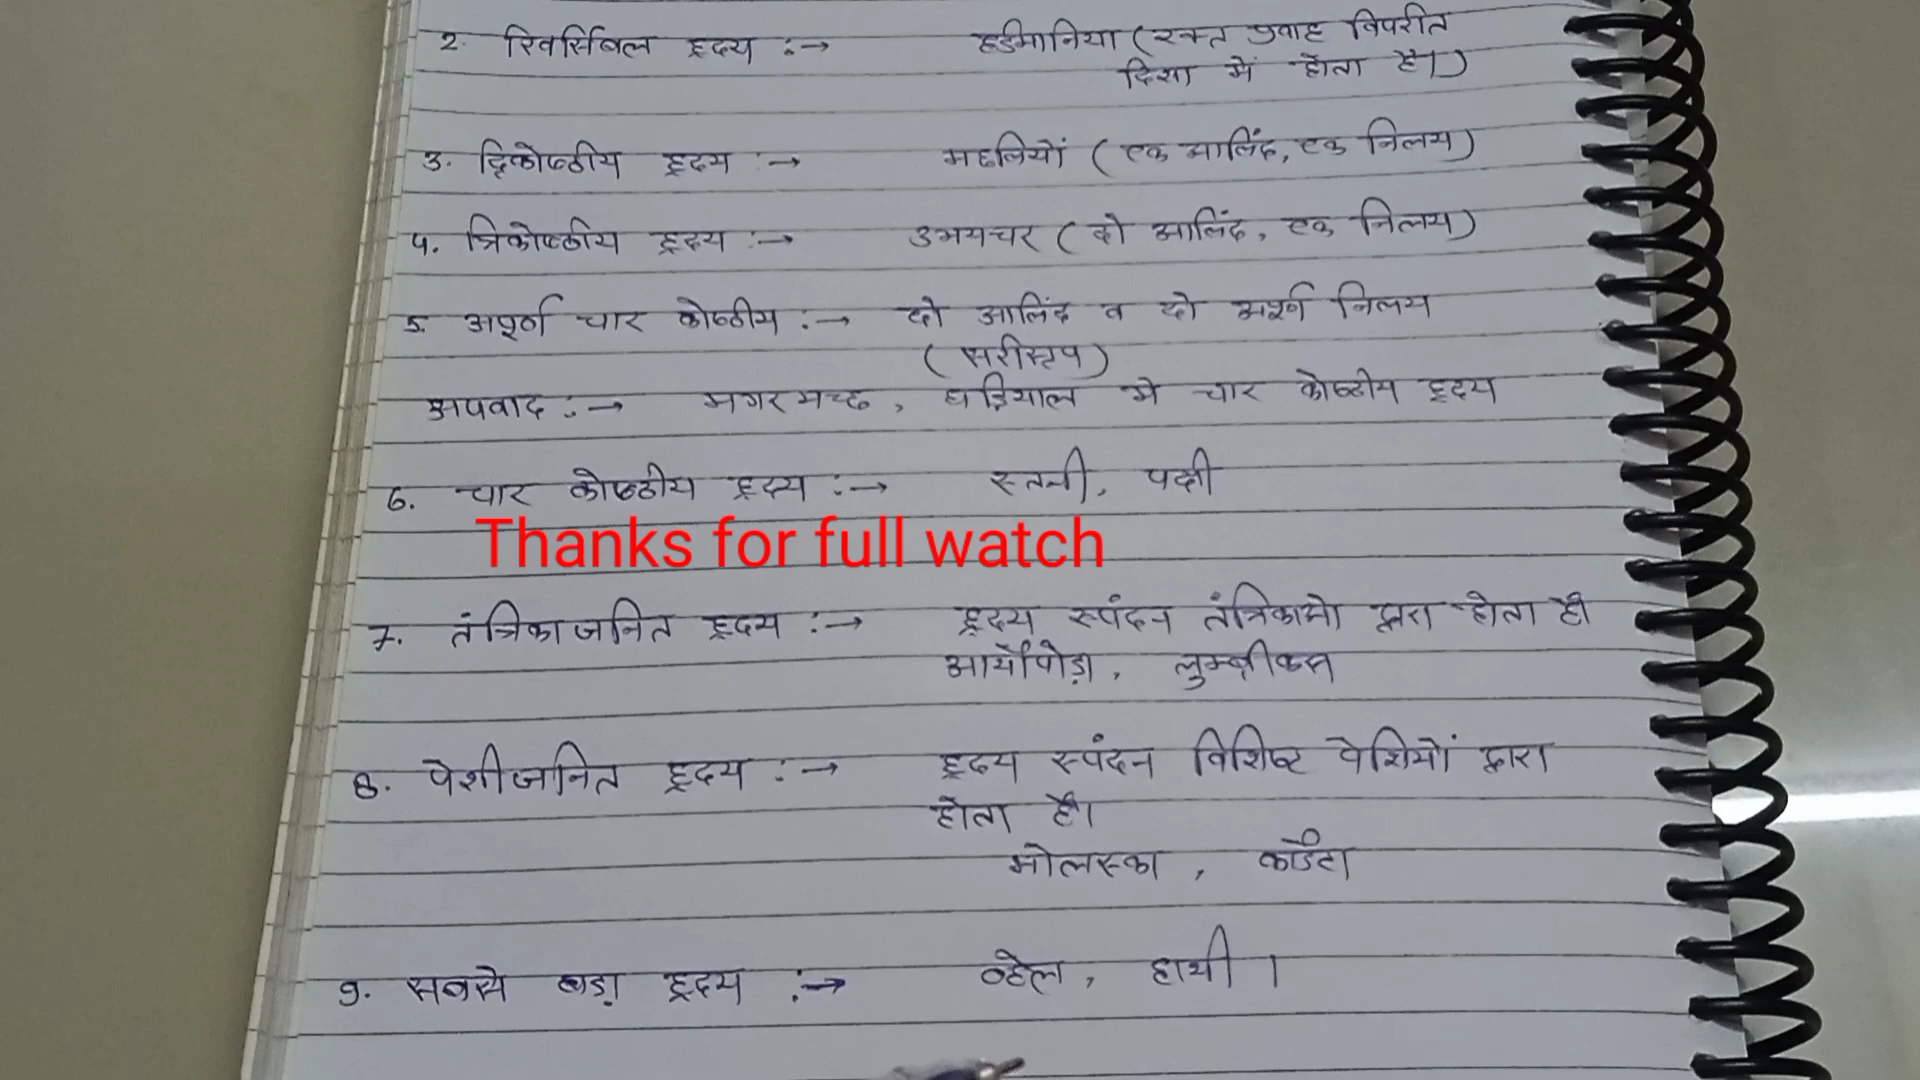 2. रिवर्सिबल हृदय :→ हर्डमानिया (रक्त प्रवाह विपरीत
दिशा में होता है।)
3. द्विकोष्ठीय हृदय :→ मछलियों (एक आलिंद, एक निलय)
4. त्रिकोष्ठीय हृदय :→ उभयचर (दो आलिंद, एक निलय)
5. अपूर्ण चार कोष्ठीय :→ दो आलिंद व दो अपूर्ण निलय
(सरीसृप)
अपवाद :→ मगरमच्छ, घड़ियाल मे चार कोष्ठीय हृदय
6. चार कोष्ठीय हृदय :→ स्तनी, पक्षी
Thanks for full watch
7. तंत्रिकाजनित हृदय :→ हृदय स्पंदन तंत्रिकाओ द्वारा होता है।
आर्थोपोडा, लुम्ब्रीकस
8. पेशीजनित हृदय :→ हृदय स्पंदन विशिष्ट पेशियों द्वारा
होता है।
मोलस्का, कार्डेटा
9. सबसे बड़ा हृदय :→ व्हेल, हाथी ।